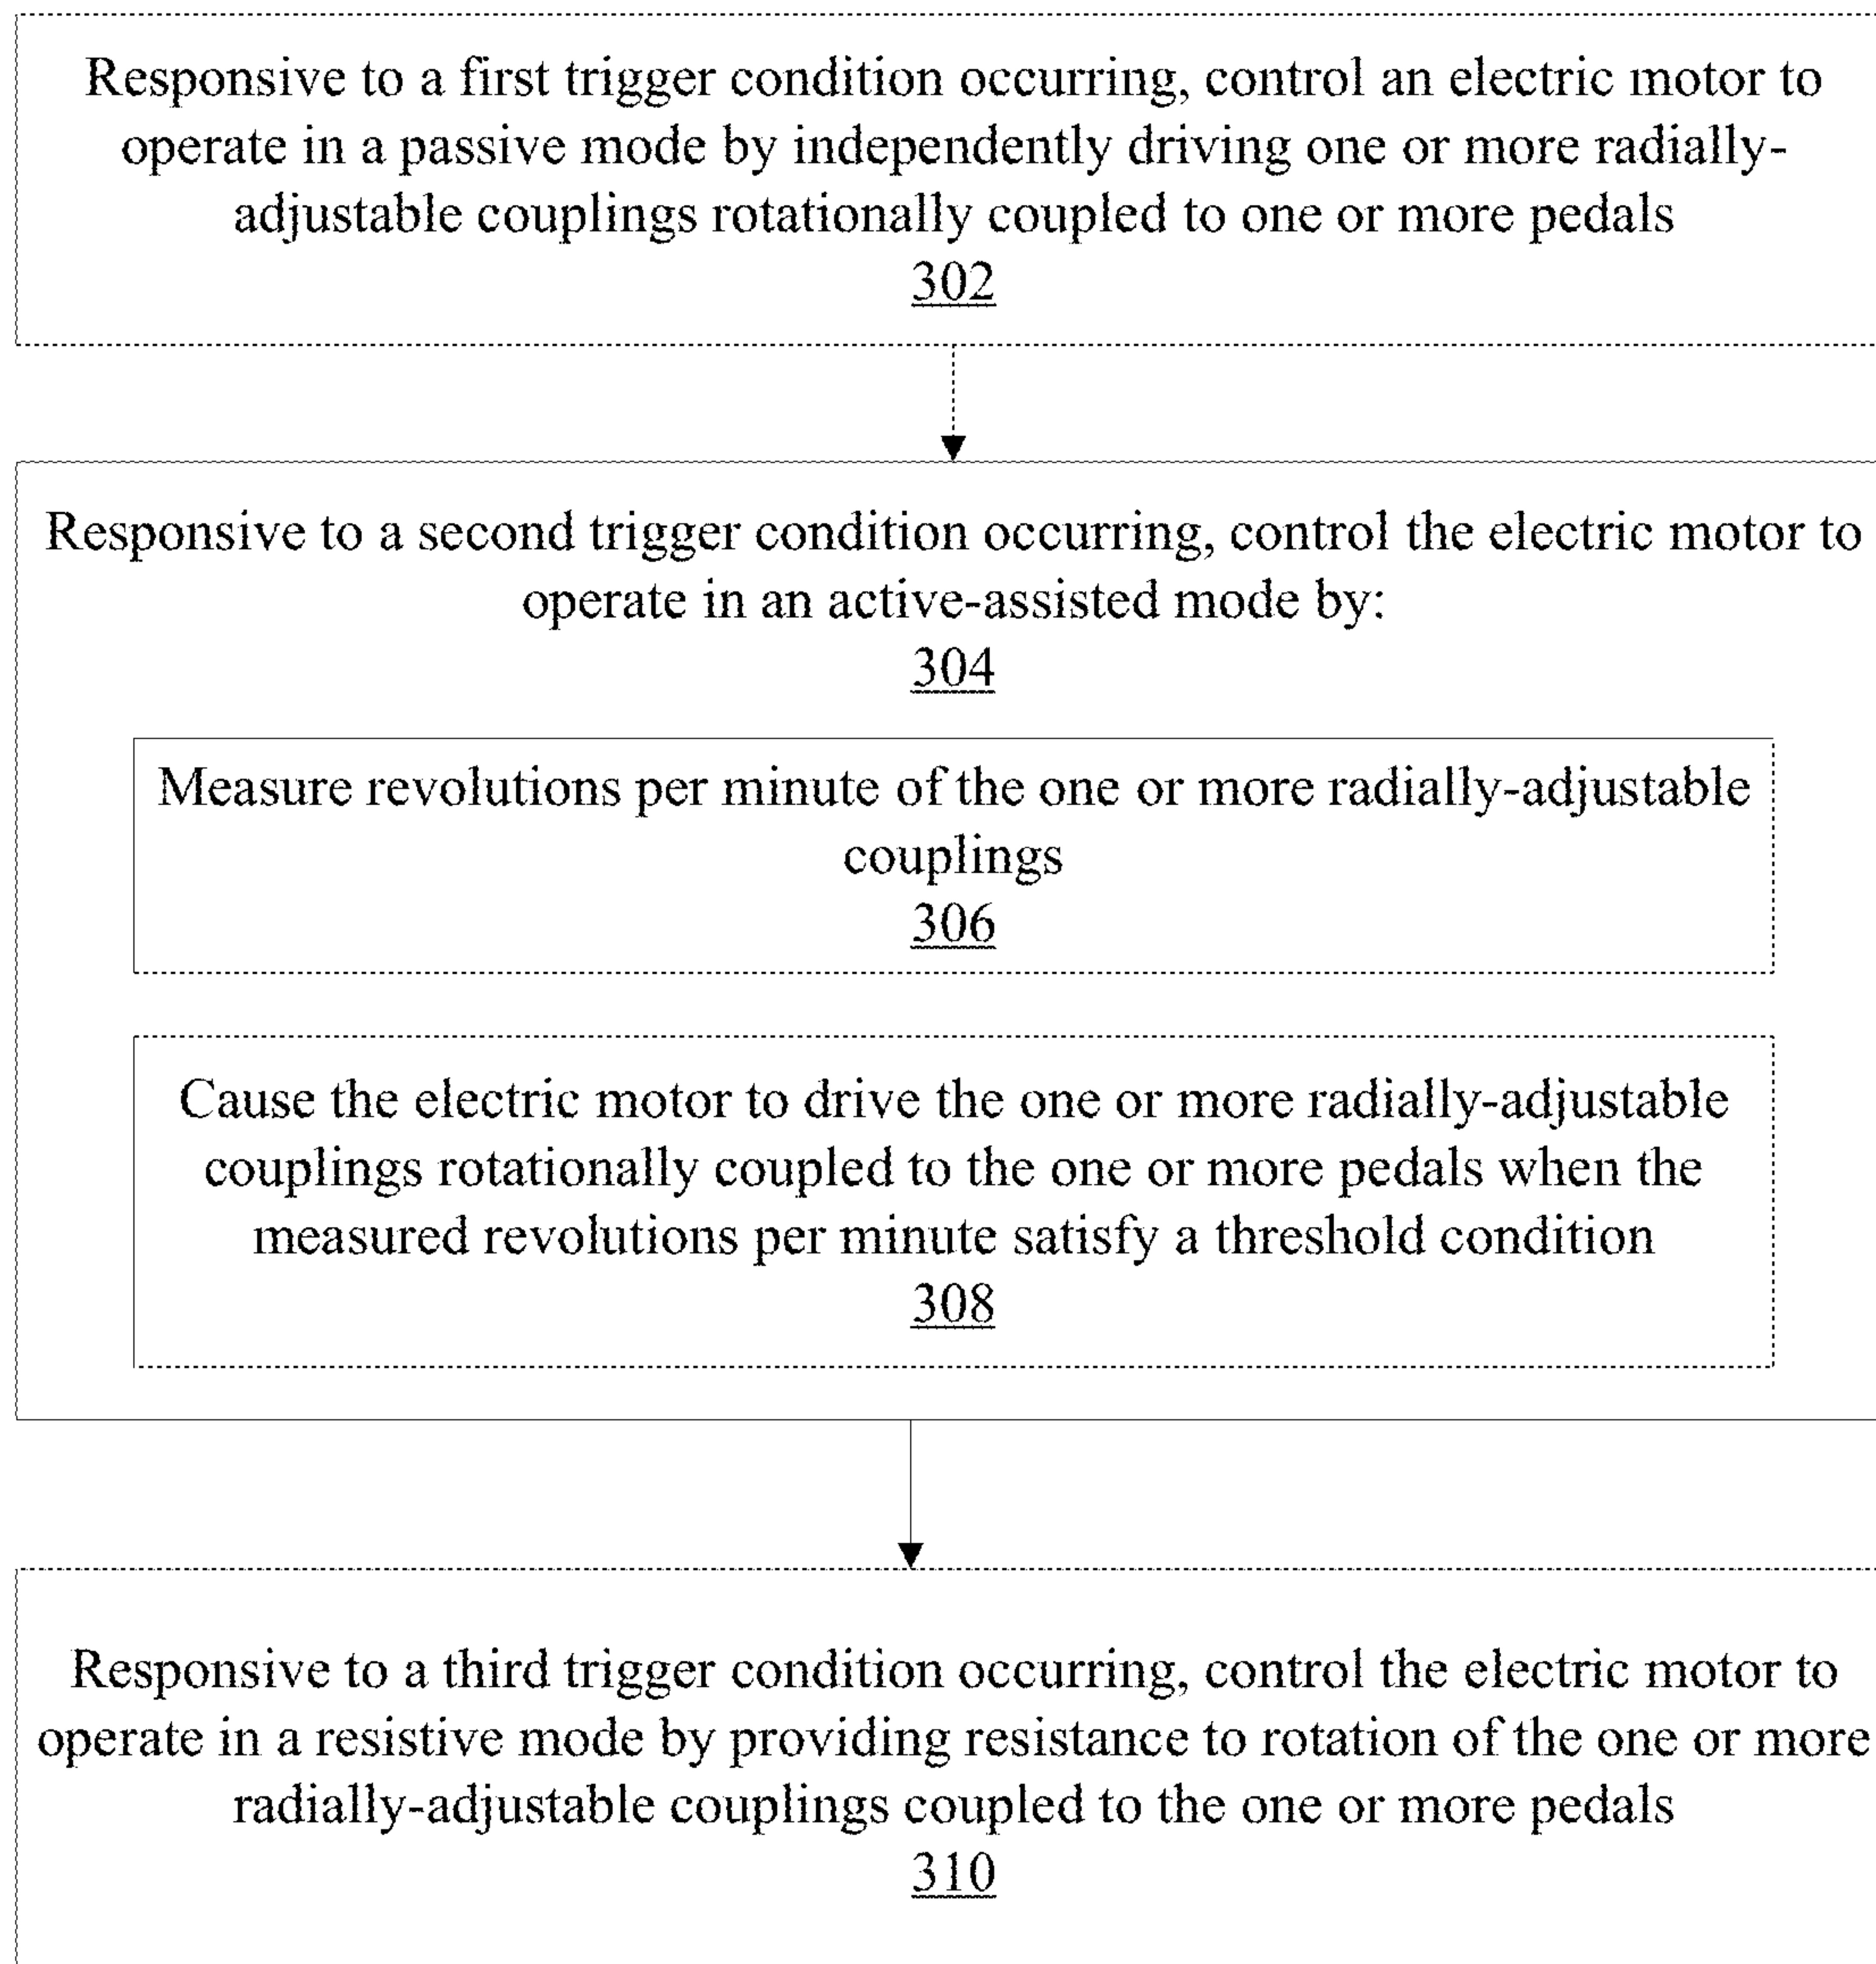 Responsive to a first trigger condition occurring, control an electric motor to
operate in a passive mode by independently driving one or more radially-
adjustable couplings rotationally coupled to one or more pedals
302
Responsive to a second trigger condition occurring, control the electric motor to
operate in an active-assisted mode by:
304
Measure revolutions per minute of the one or more radially-adjustable
couplings
306
Cause the electric motor to drive the one or more radially-adjustable
couplings rotationally coupled to the one or more pedals when the
measured revolutions per minute satisfy a threshold condition
308
Responsive to a third trigger condition occurring, control the electric motor to
operate in a resistive mode by providing resistance to rotation of the one or more
radially-adjustable couplings coupled to the one or more pedals
310